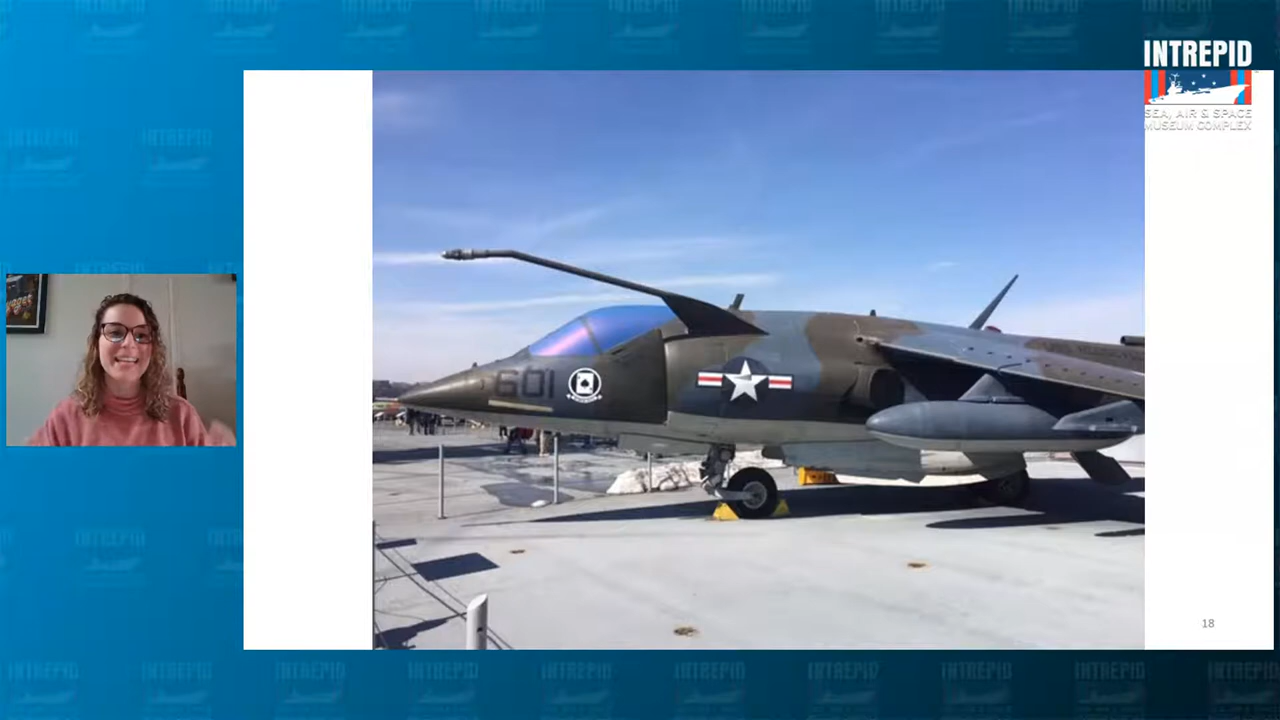 INTREPID
SEA, AIR & SPACE
MUSEUM COMPLEX
601
18